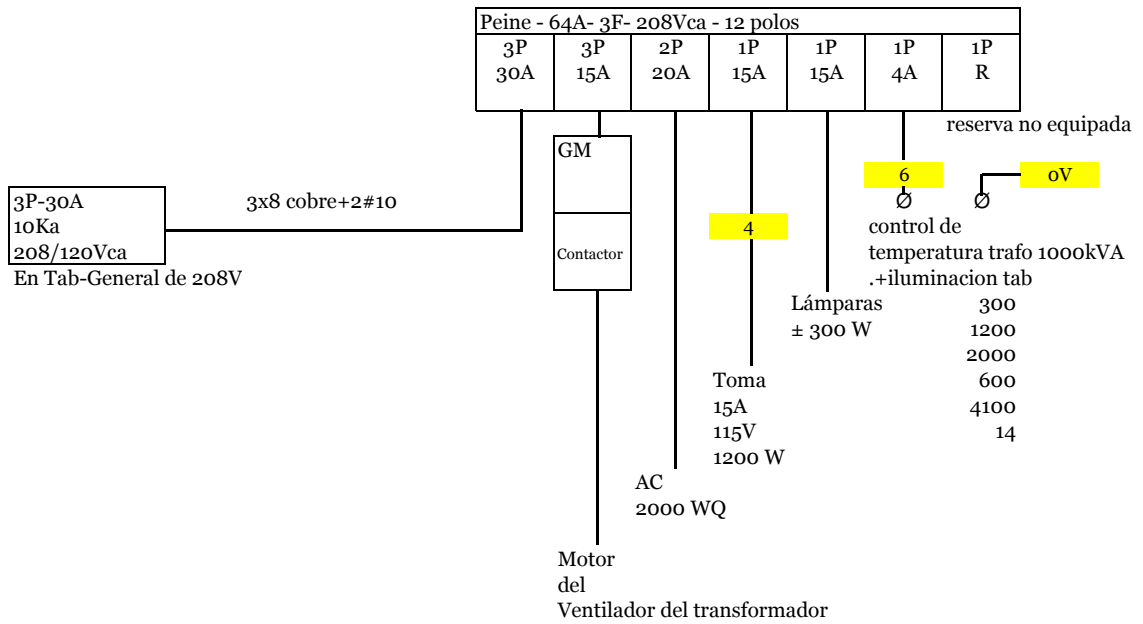 Peine - 64A- 3F- 208Vca - 12 polos
3P 3P 2P 1P 1P 1P 1P
30A 15A 20A 15A 15A 4A R
reserva no equipada
GM
6 0V
Ø Ø
3P-30A 3x8 cobre+2#10
10Ka
208/120Vca
En Tab-General de 208V
4
Contactor
control de
temperatura trafo 1000kVA
.+iluminacion tab
Lámparas
± 300 W
300
1200
2000
600
4100
14
Toma
15A
115V
1200 W
AC
2000 WQ
Motor
del
Ventilador del transformador